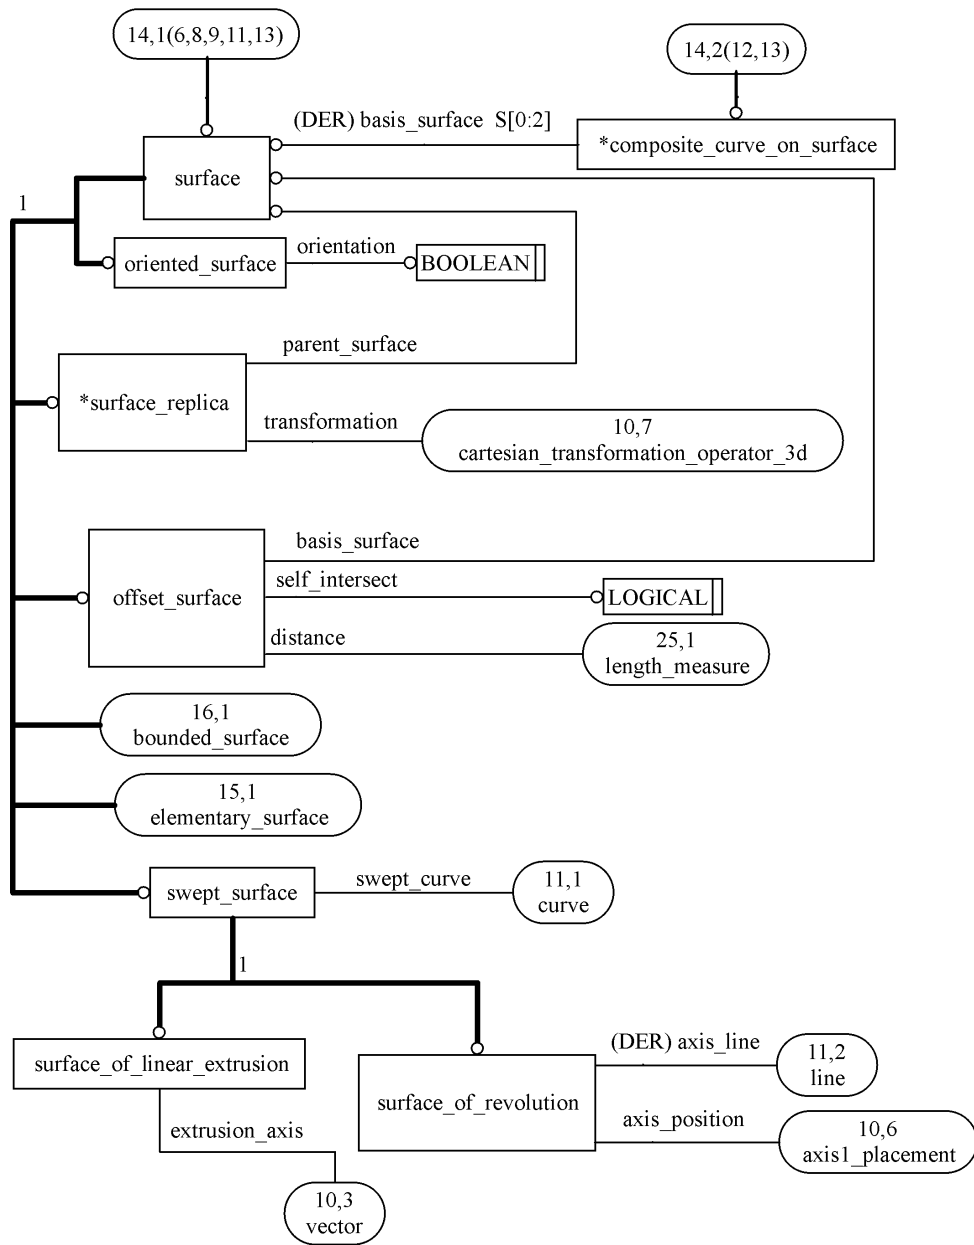 14,1(6,8,9,11,13)
14,2(12,13)
(DER) basis_surface S[0:2]
*composite_curve_on_surface
surface
1
oriented_surface
orientation
BOOLEAN
parent_surface
*surface_replica
transformation
10,7
cartesian_transformation_operator_3d
basis_surface
self_intersect
offset_surface
LOGICAL
distance
25,1
length_measure
16,1
bounded_surface
15,1
elementary_surface
swept_surface
swept_curve
11,1
curve
1
surface_of_linear_extrusion
(DER) axis_line
11,2
line
surface_of_revolution
extrusion_axis
axis_position
10,6
axis1_placement
10,3
vector